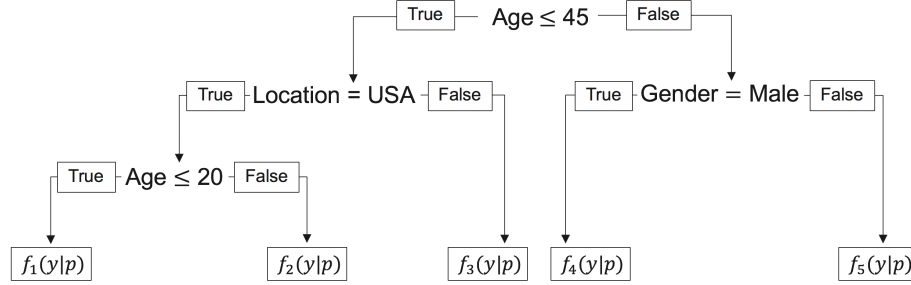 True Age ≤ 45 False
True Location = USA False True Gender = Male False
True Age ≤ 20 False
f₁(y|p) f₂(y|p) f₃(y|p) f₄(y|p) f₅(y|p)